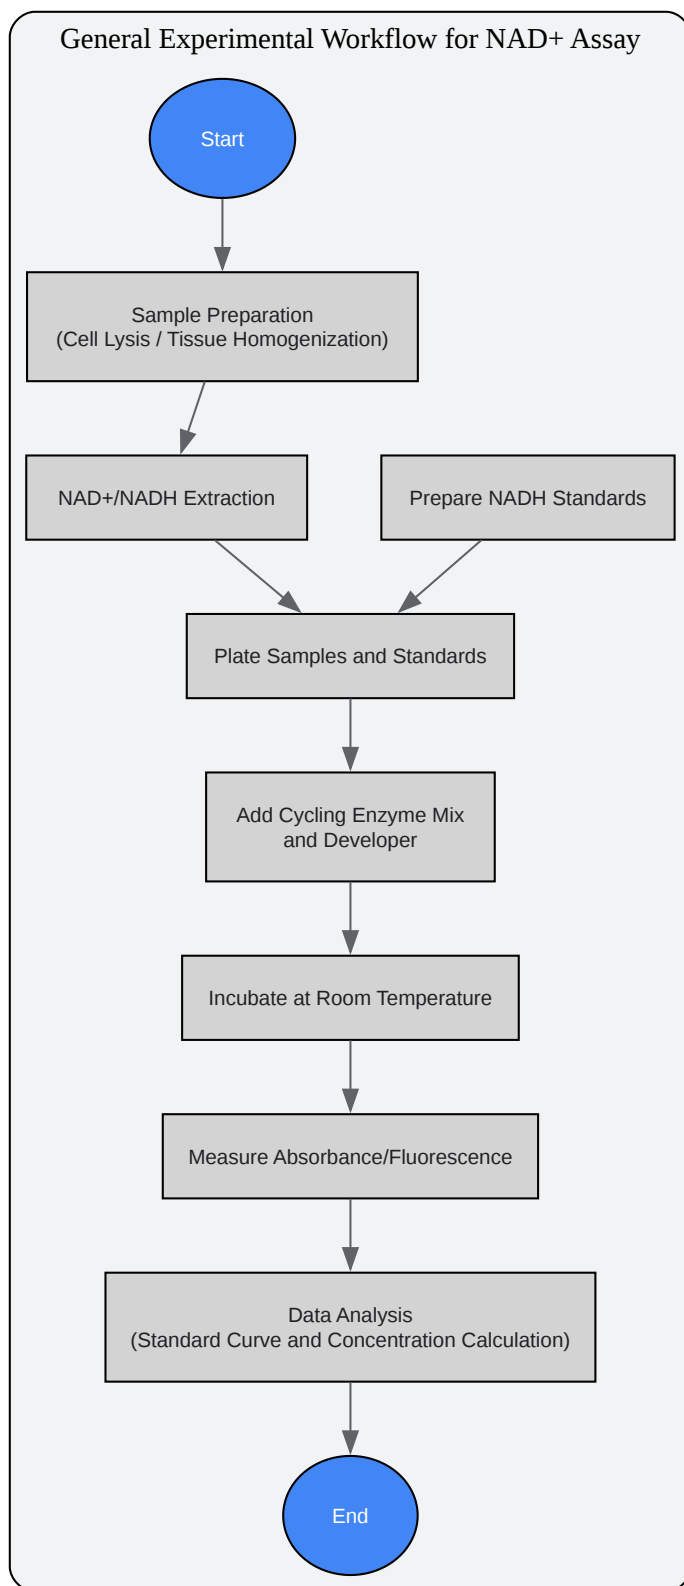 General Experimental Workflow for NAD+ Assay
Start
Sample Preparation
(Cell Lysis / Tissue Homogenization)
NAD+/NADH Extraction
Prepare NADH Standards
Plate Samples and Standards
Add Cycling Enzyme Mix
and Developer
Incubate at Room Temperature
Measure Absorbance/Fluorescence
Data Analysis
(Standard Curve and Concentration Calculation)
End